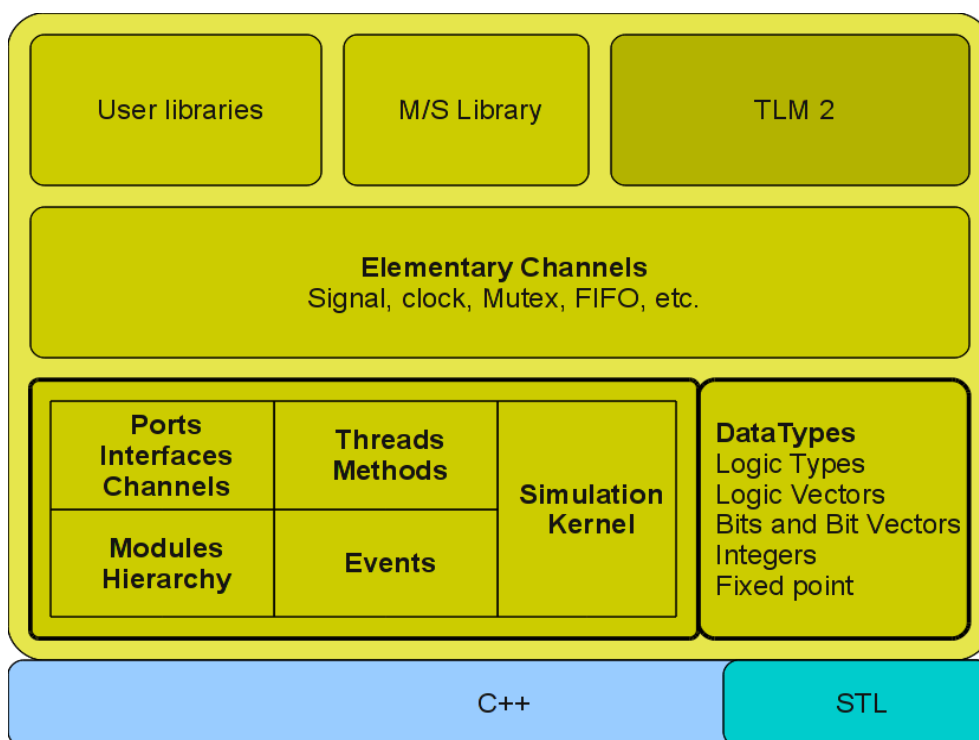 User libraries
M/S Library
TLM 2
Elementary Channels
Signal, clock, Mutex, FIFO, etc.
Ports
Interfaces
Channels
Threads
Methods
Simulation
Kernel
Modules
Hierarchy
Events
DataTypes
Logic Types
Logic Vectors
Bits and Bit Vectors
Integers
Fixed point
C++
STL